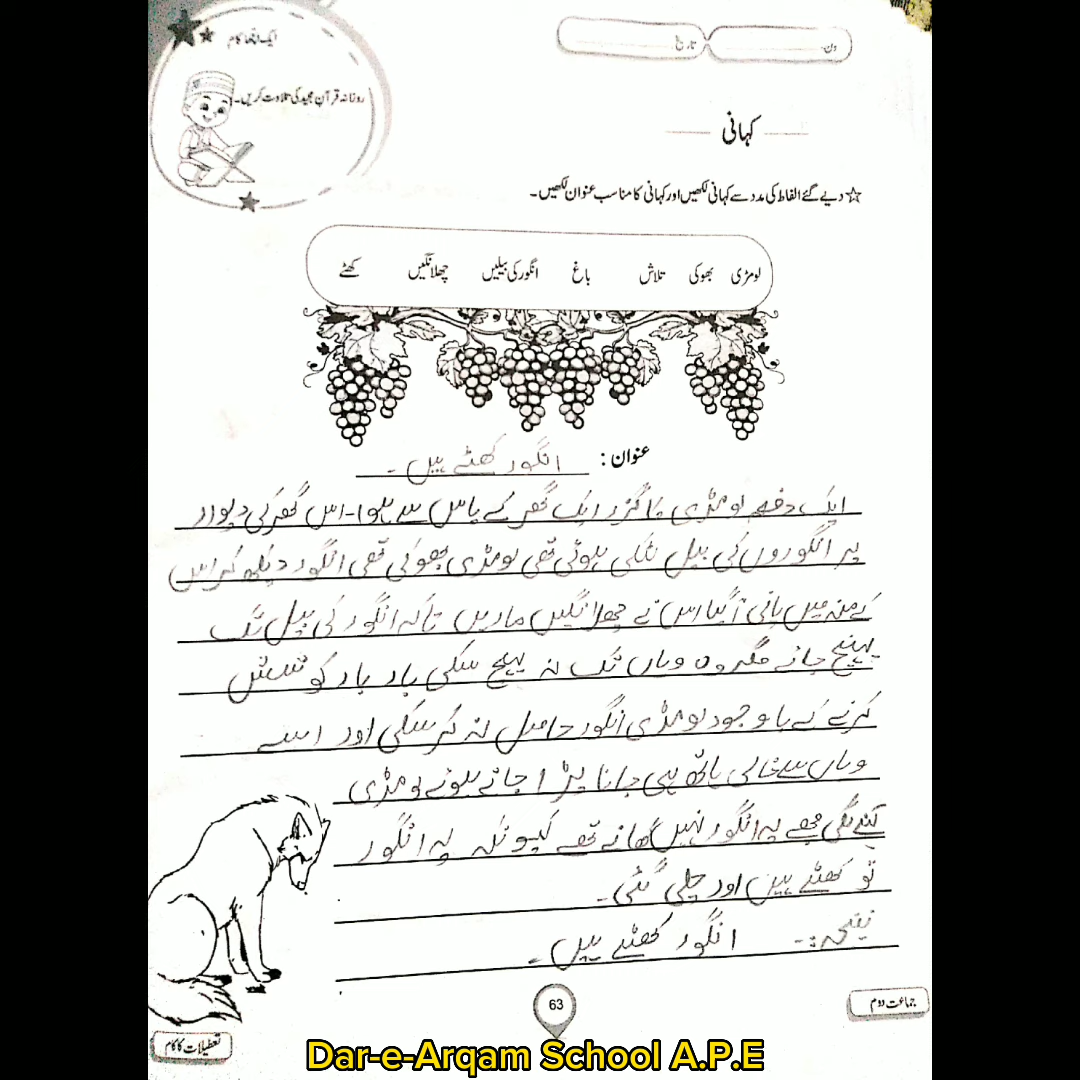 ایک اچھا کام
روزانہ قرآن مجید کی تلاوت کریں۔
دن: تاریخ:
کہانی
☆ دیے گئے الفاظ کی مدد سے کہانی لکھیں اور کہانی کا مناسب عنوان لکھیں۔
لومڑی بھوکی تلاش باغ انگور کی بیلیں چھلانگیں کھٹے
عنوان: انگور کھٹے ہیں۔
ایک دفعہ لومڑی کا گزر ایک گھر کے پاس سے ہوا۔ اس گھر کی دیوار
پر انگوروں کی بیل لٹکی ہوئی تھی لومڑی بھوکی تھی انگور دیکھ کر اس
کے منہ میں پانی آگیا اس نے چھلانگیں ماریں تاکہ انگور کی بیل تک
پہنچ جائے مگر وہ وہاں تک نہ پہنچ سکی بار بار کوشش
کرنے کے باوجود لومڑی انگور حاصل نہ کر سکی اور اسے
وہاں سے خالی ہاتھ ہی جانا پڑا جاتے ہوئے لومڑی
کہنے لگی مجھے یہ انگور نہیں کھانے تھے کیونکہ یہ انگور
تو کھٹے ہیں اور چلی گئی۔
نتیجہ:- انگور کھٹے ہیں۔
63
جماعت دوم
تعطیلات کا کام
Dar-e-Arqam School A.P.E